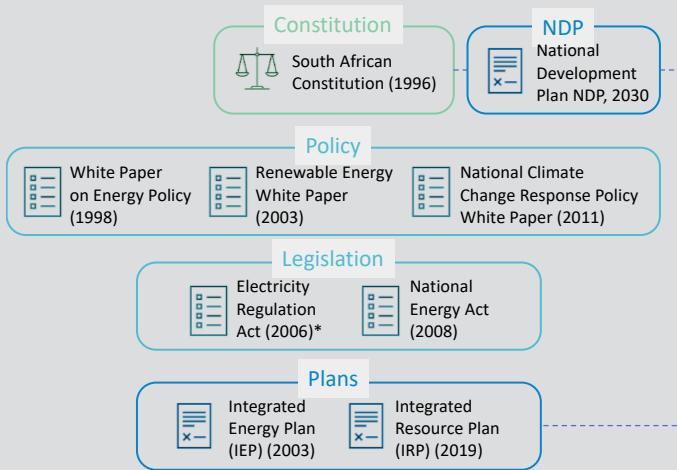 Constitution
South African
Constitution (1996)
NDP
National
Development
Plan NDP, 2030
Policy
White Paper
on Energy Policy
(1998)
Renewable Energy
White Paper
(2003)
National Climate
Change Response Policy
White Paper (2011)
Legislation
Electricity
Regulation
Act (2006)*
National
Energy Act
(2008)
Plans
Integrated
Energy Plan
(IEP) (2003)
Integrated
Resource Plan
(IRP) (2019)